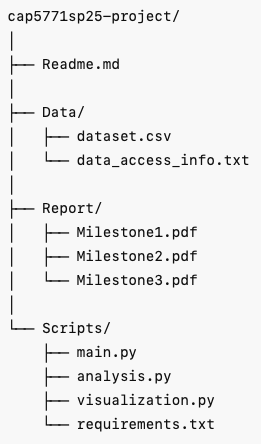 cap5771sp25-project/
│
├── Readme.md
│
├── Data/
│   ├── dataset.csv
│   └── data_access_info.txt
│
├── Report/
│   ├── Milestone1.pdf
│   ├── Milestone2.pdf
│   └── Milestone3.pdf
│
└── Scripts/
    ├── main.py
    ├── analysis.py
    ├── visualization.py
    └── requirements.txt